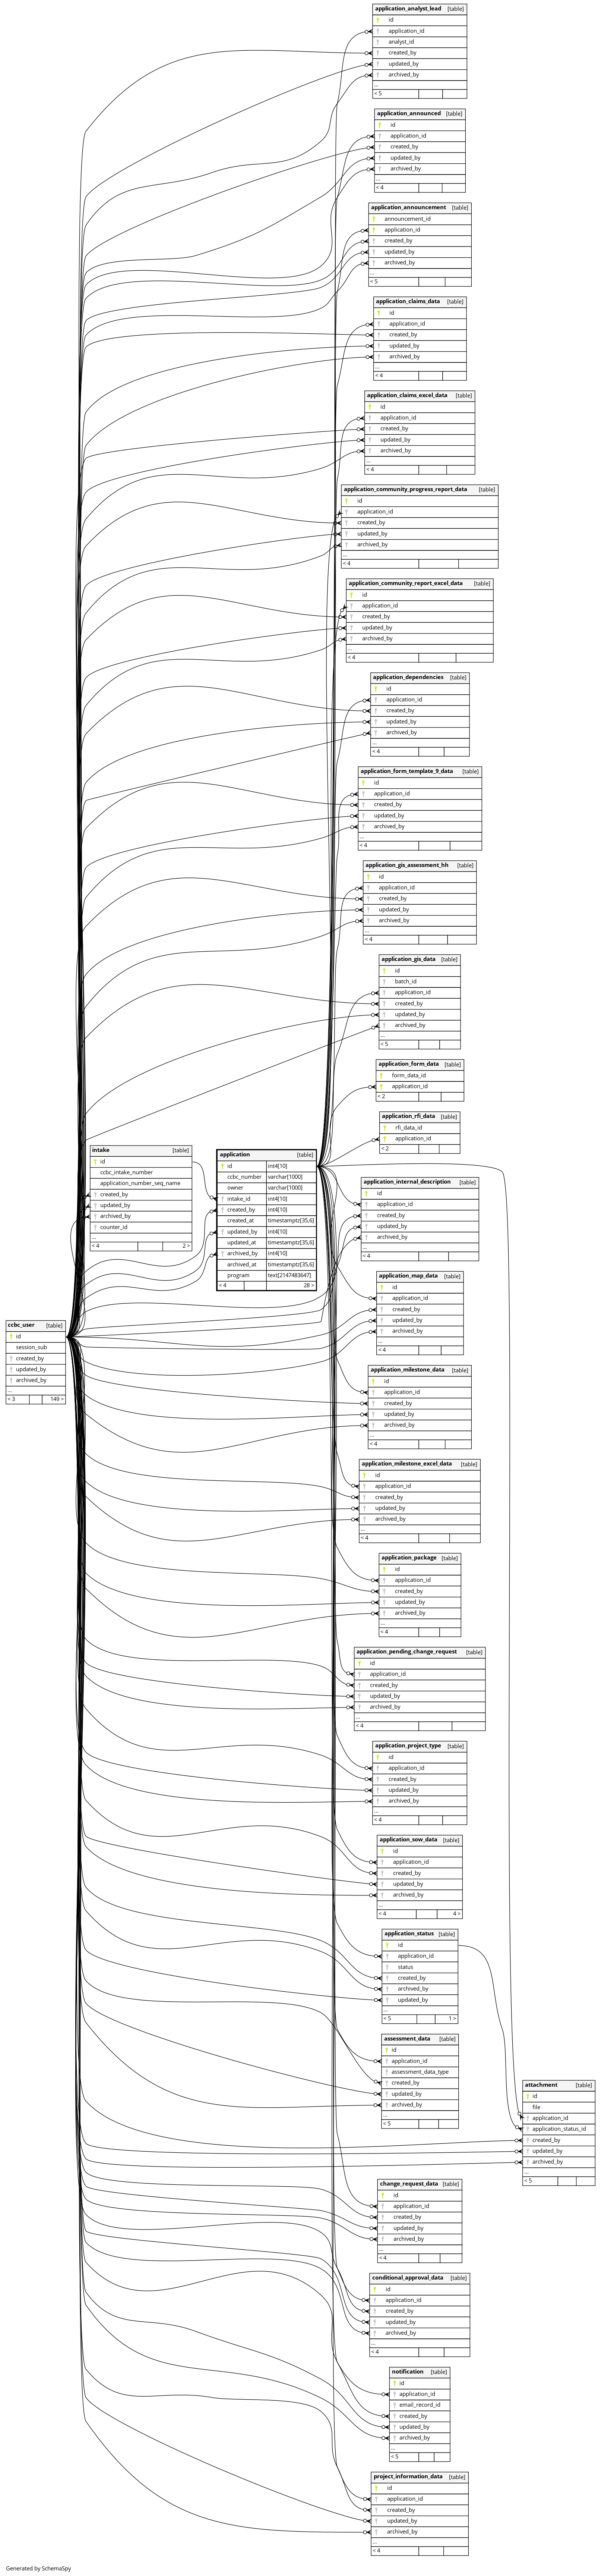 application_analyst_lead [table]
id
application_id
analyst_id
created_by
updated_by
archived_by
...
< 5
application_announced [table]
id
application_id
created_by
updated_by
archived_by
...
< 4
application_announcement [table]
announcement_id
application_id
created_by
updated_by
archived_by
...
< 5
application_claims_data [table]
id
application_id
created_by
updated_by
archived_by
...
< 4
application_claims_excel_data [table]
id
application_id
created_by
updated_by
archived_by
...
< 4
application_community_progress_report_data [table]
id
application_id
created_by
updated_by
archived_by
...
< 4
application_community_report_excel_data [table]
id
application_id
created_by
updated_by
archived_by
...
< 4
application_dependencies [table]
id
application_id
created_by
updated_by
archived_by
...
< 4
application_form_template_9_data [table]
id
application_id
created_by
updated_by
archived_by
...
< 4
application_gis_assessment_hh [table]
id
application_id
created_by
updated_by
archived_by
...
< 4
application_gis_data [table]
id
batch_id
application_id
created_by
updated_by
archived_by
...
< 5
application_form_data [table]
form_data_id
application_id
< 2
application_rfi_data [table]
rfi_data_id
application_id
< 2
intake [table]
id
ccbc_intake_number
application_number_seq_name
created_by
updated_by
archived_by
counter_id
...
< 4 2 >
application [table]
id int4[10]
ccbc_number varchar[1000]
owner varchar[1000]
intake_id int4[10]
created_by int4[10]
created_at timestamptz[35,6]
updated_by int4[10]
updated_at timestamptz[35,6]
archived_by int4[10]
archived_at timestamptz[35,6]
program text[2147483647]
< 4 28 >
application_internal_description [table]
id
application_id
created_by
updated_by
archived_by
...
< 4
application_map_data [table]
id
application_id
created_by
updated_by
archived_by
...
< 4
ccbc_user [table]
id
session_sub
created_by
updated_by
archived_by
...
< 3 149 >
application_milestone_data [table]
id
application_id
created_by
updated_by
archived_by
...
< 4
application_milestone_excel_data [table]
id
application_id
created_by
updated_by
archived_by
...
< 4
application_package [table]
id
application_id
created_by
updated_by
archived_by
...
< 4
application_pending_change_request [table]
id
application_id
created_by
updated_by
archived_by
...
< 4
application_project_type [table]
id
application_id
created_by
updated_by
archived_by
...
< 4
application_sow_data [table]
id
application_id
created_by
updated_by
archived_by
...
< 4 4 >
application_status [table]
id
application_id
status
created_by
archived_by
updated_by
...
< 5 1 >
assessment_data [table]
id
application_id
assessment_data_type
created_by
updated_by
archived_by
...
< 5
attachment [table]
id
file
application_id
application_status_id
created_by
updated_by
archived_by
...
< 5
change_request_data [table]
id
application_id
created_by
updated_by
archived_by
...
< 4
conditional_approval_data [table]
id
application_id
created_by
updated_by
archived_by
...
< 4
notification [table]
id
application_id
email_record_id
created_by
updated_by
archived_by
...
< 5
project_information_data [table]
id
application_id
created_by
updated_by
archived_by
...
< 4
Generated by SchemaSpy